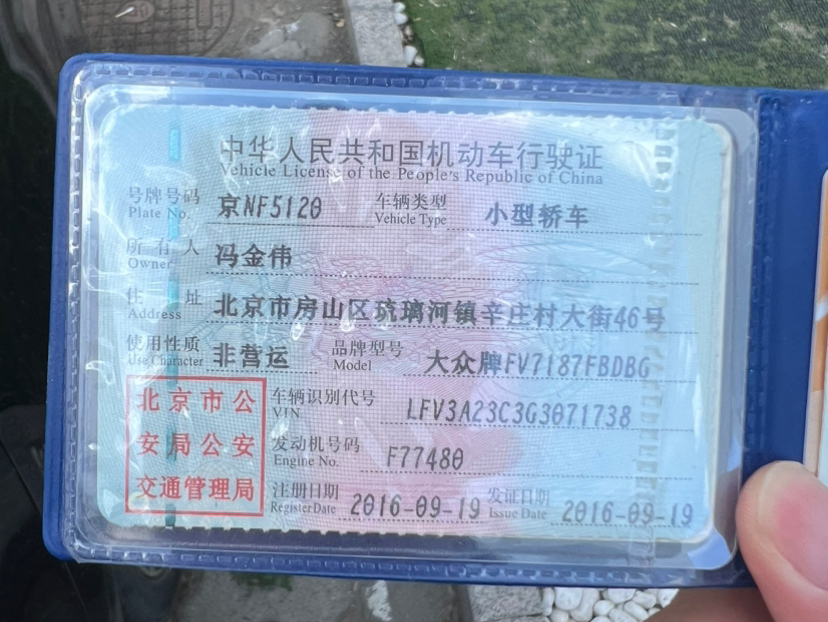 中华人民共和国机动车行驶证
Vehicle License of the People's Republic of China
号牌号码 Plate No. 京NF5120 车辆类型 Vehicle Type 小型轿车
所有人 Owner 冯金伟
住址 Address 北京市房山区琉璃河镇辛庄村大街46号
使用性质 Use Character 非营运 品牌型号 Model 大众牌FV7187FBDBG
车辆识别代号 VIN LFV3A23C3G3071738
发动机号码 Engine No. F77480
注册日期 Register Date 2016-09-19 发证日期 Issue Date 2016-09-19
北京市公
安局公安
交通管理局